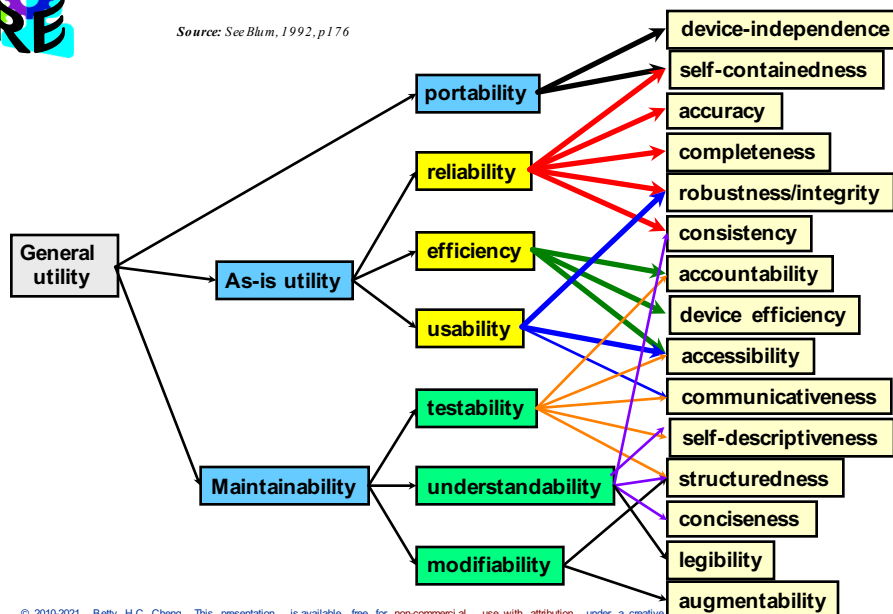 RE
Source: See Blum, 1992, p176
device-independence
self-containedness
accuracy
completeness
robustness/integrity
consistency
accountability
device efficiency
accessibility
communicativeness
self-descriptiveness
structuredness
conciseness
legibility
augmentability
portability
reliability
efficiency
usability
testability
understandability
modifiability
General
utility
As-is utility
Maintainability
© 2010-2021 Betty H.C. Cheng. This presentation is available free for non-commercial use with attribution under a creative